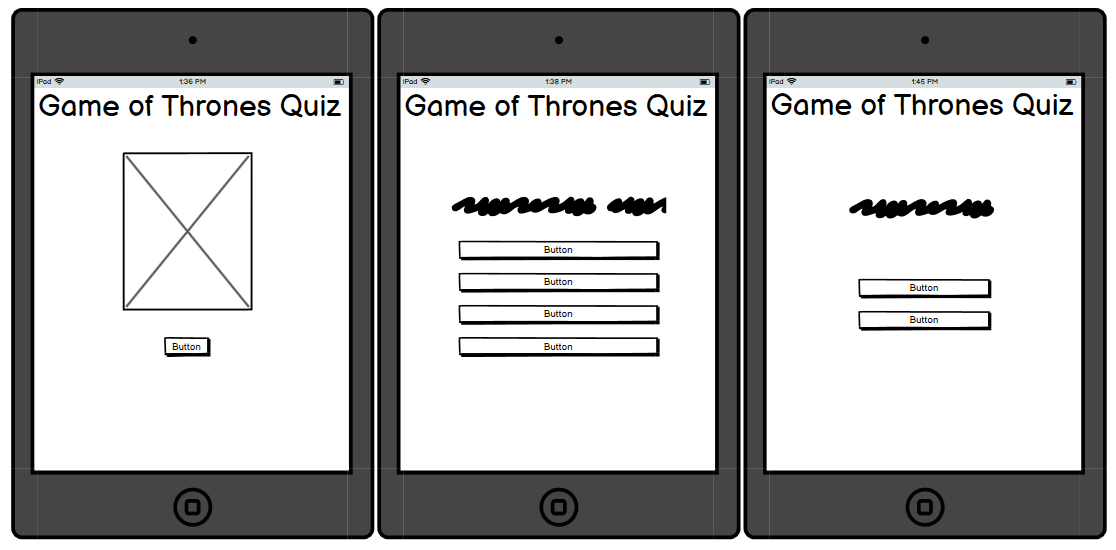 iPad 1:36 PM
Game of Thrones Quiz
Button
iPad 1:38 PM
Game of Thrones Quiz
Button
Button
Button
Button
iPad 1:45 PM
Game of Thrones Quiz
Button
Button